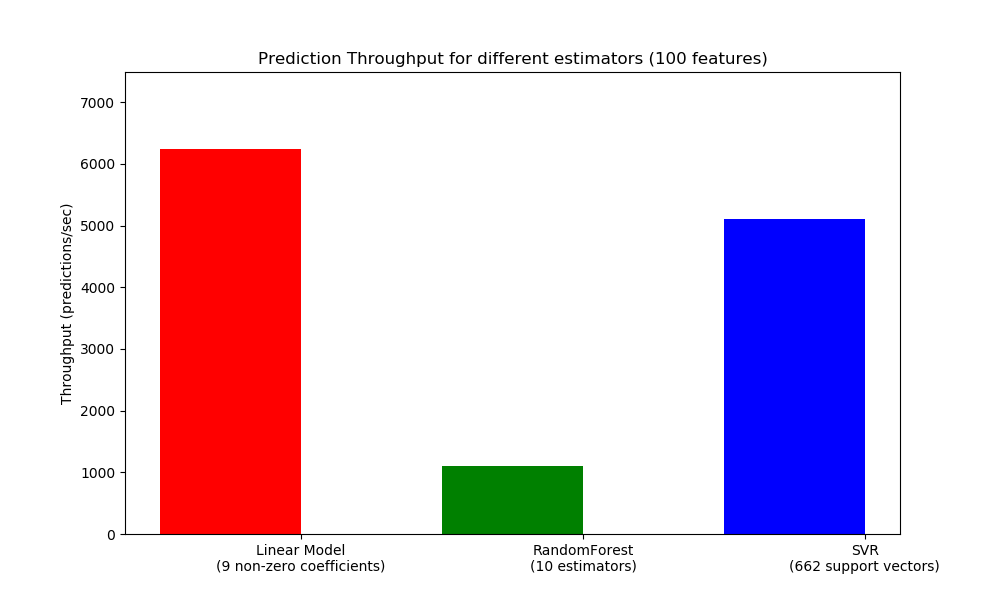 Prediction Throughput for different estimators (100 features)
Throughput (predictions/sec)
7000
6000
5000
4000
3000
2000
1000
0
Linear Model
(9 non-zero coefficients)
RandomForest
(10 estimators)
SVR
(662 support vectors)